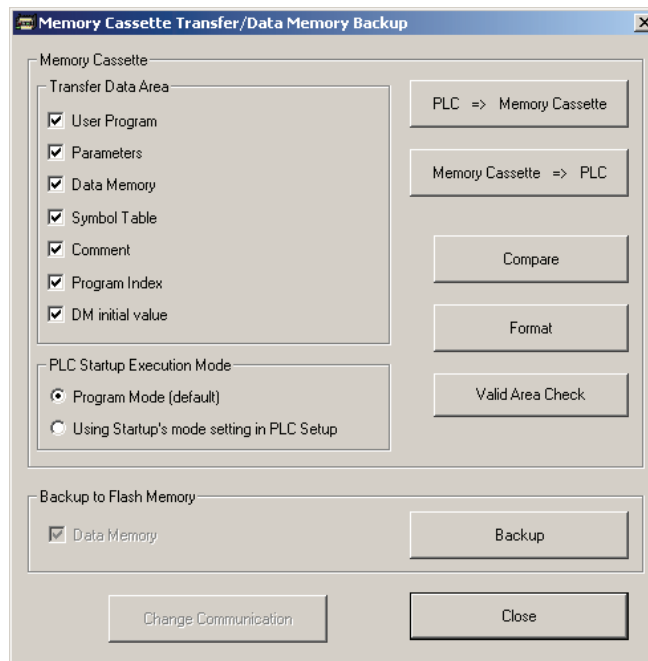 Memory Cassette Transfer/Data Memory Backup
Memory Cassette
Transfer Data Area
User Program
Parameters
Data Memory
Symbol Table
Comment
Program Index
DM initial value
PLC => Memory Cassette
Memory Cassette => PLC
Compare
Format
Valid Area Check
PLC Startup Execution Mode
Program Mode (default)
Using Startup's mode setting in PLC Setup
Backup to Flash Memory
Data Memory
Backup
Change Communication
Close